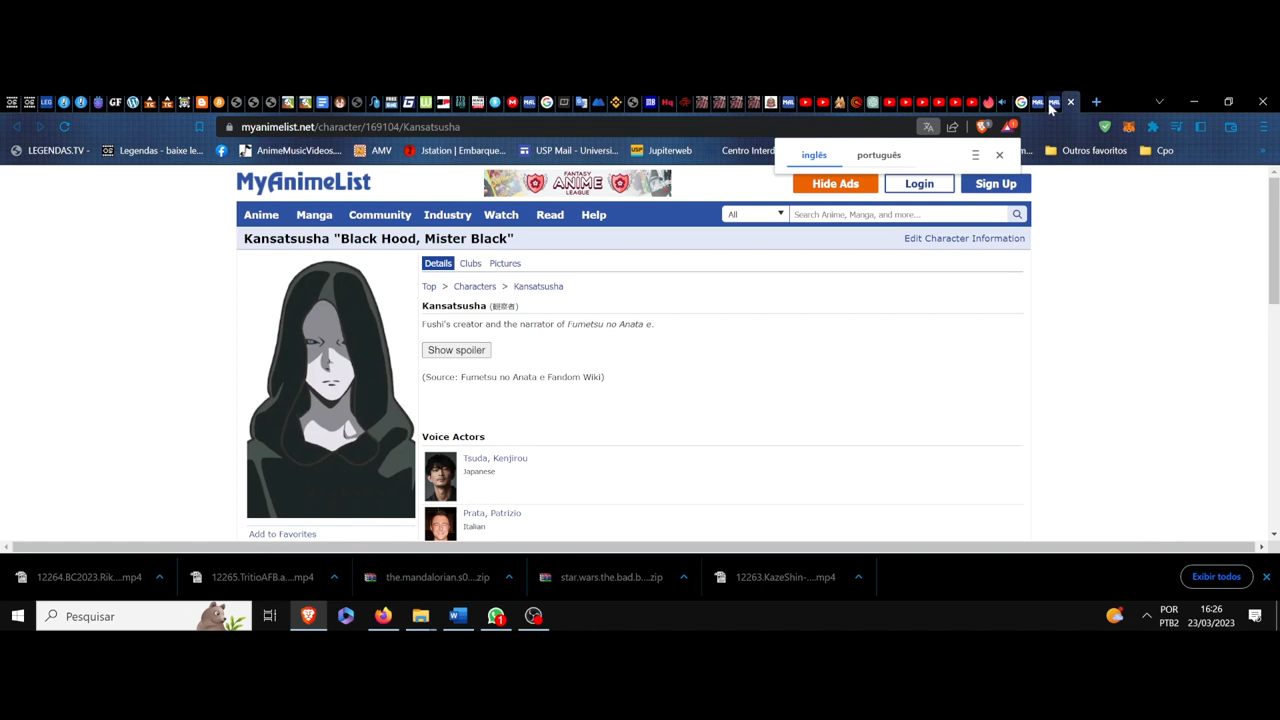 myanimelist.net/character/169104/Kansatsusha
LEGENDAS.TV -
Legendas - baixe le...
AnimeMusicVideos...
AMV
Jstation | Embarque...
USP Mail - Universi...
Jupiterweb
Centro Interd
m...
Outros favoritos
Cpo
inglês
português
MyAnimeList
FANTASY
ANIME
LEAGUE
Hide Ads
Login
Sign Up
Anime
Manga
Community
Industry
Watch
Read
Help
All
Search Anime, Manga, and more...
Kansatsusha "Black Hood, Mister Black"
Edit Character Information
Details
Clubs
Pictures
Top > Characters > Kansatsusha
Kansatsusha (観察者)
Fushi's creator and the narrator of Fumetsu no Anata e.
Show spoiler
(Source: Fumetsu no Anata e Fandom Wiki)
Voice Actors
Tsuda, Kenjirou
Japanese
Prata, Patrizio
Italian
Add to Favorites
12264.BC2023.Rik....mp4
12265.TritioAFB.a....mp4
the.mandalorian.s0....zip
star.wars.the.bad.b....zip
12263.KazeShin-....mp4
Exibir todos
Pesquisar
POR
PTB2
16:26
23/03/2023